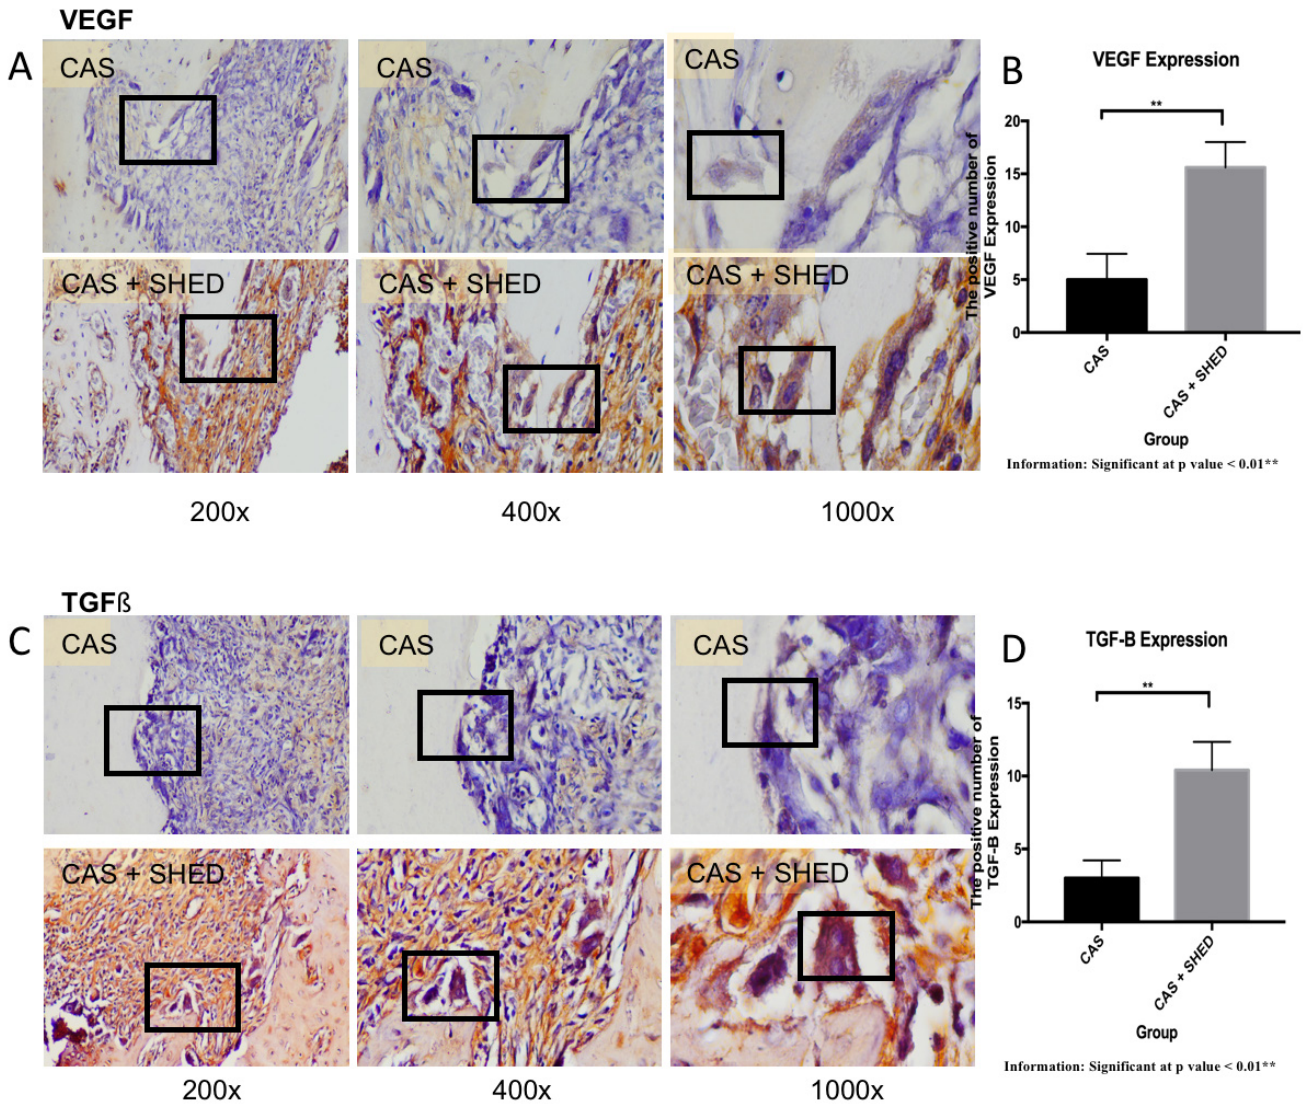 VEGF
A
CAS
CAS
CAS
CAS + SHED
CAS + SHED
CAS + SHED
200x
400x
1000x
B
VEGF Expression
The positive number of
VEGF Expression
20
15
10
5
0
**
CAS
CAS + SHED
Group
Information: Significant at p value < 0.01**
TGFß
C
CAS
CAS
CAS
CAS + SHED
CAS + SHED
CAS + SHED
200x
400x
1000x
D
TGF-B Expression
The positive number of
TGF-B Expression
15
10
5
0
**
CAS
CAS + SHED
Group
Information: Significant at p value < 0.01**